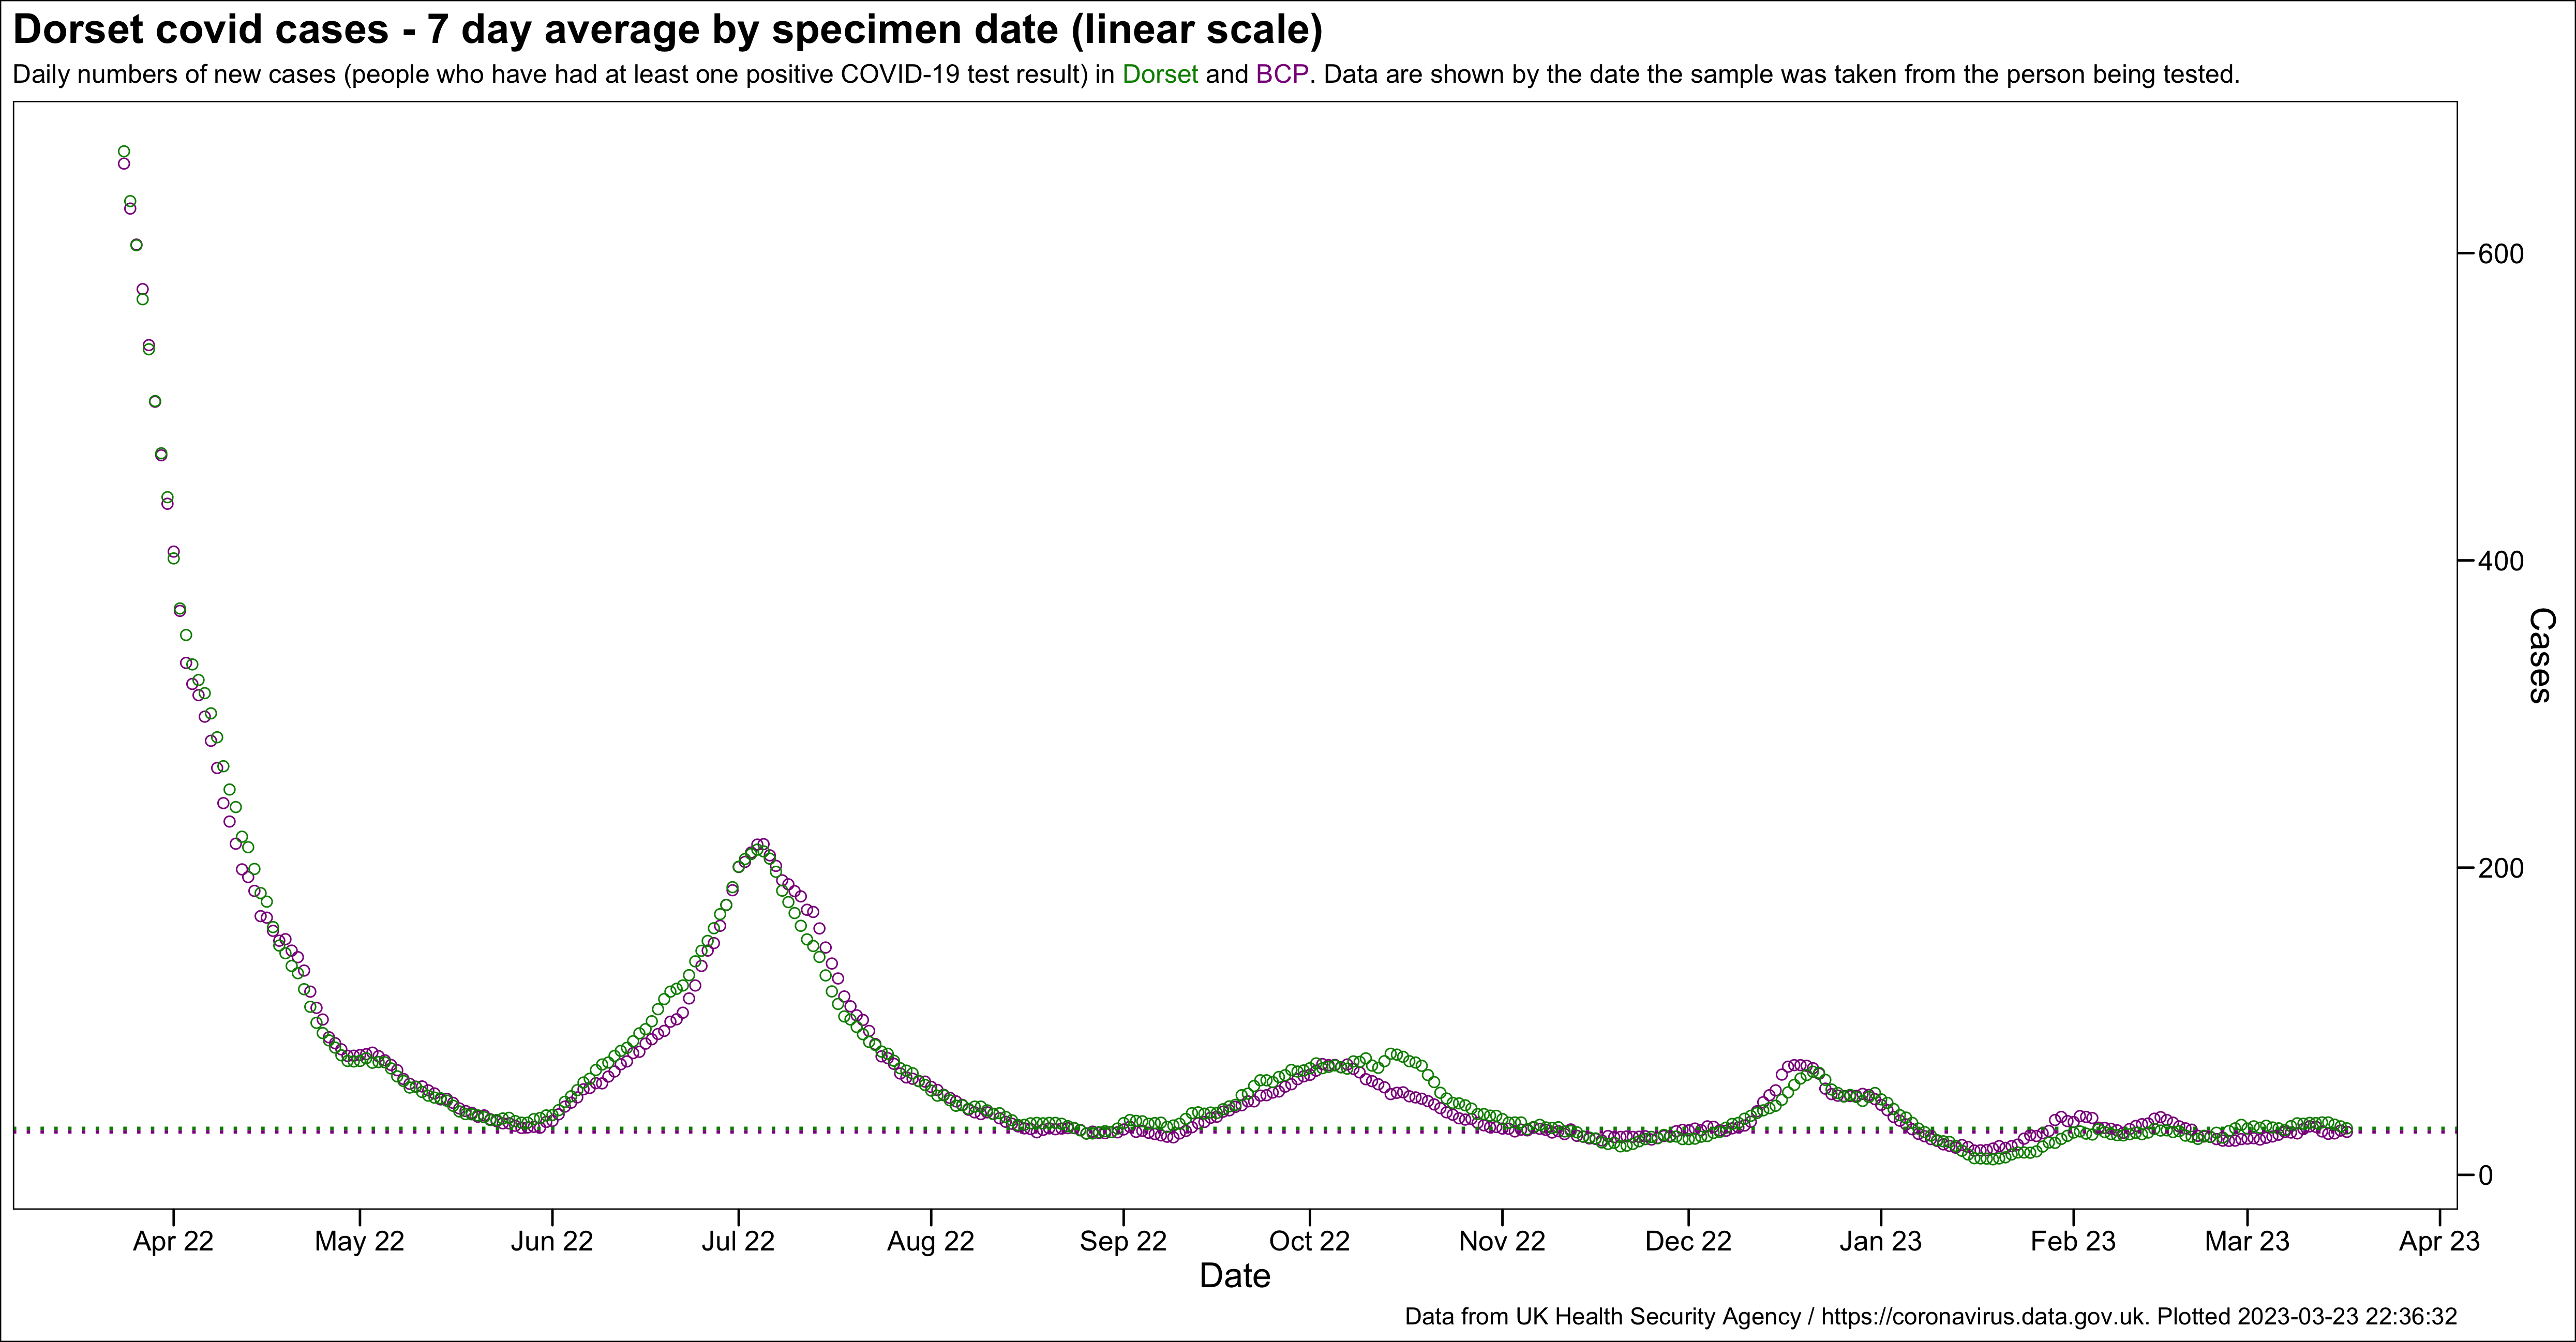 Dorset covid cases - 7 day average by specimen date (linear scale)
Daily numbers of new cases (people who have had at least one positive COVID-19 test result) in Dorset and BCP. Data are shown by the date the sample was taken from the person being tested.
600
400
200
0
Cases
Apr 22 May 22 Jun 22 Jul 22 Aug 22 Sep 22 Oct 22 Nov 22 Dec 22 Jan 23 Feb 23 Mar 23 Apr 23
Date
Data from UK Health Security Agency / https://coronavirus.data.gov.uk. Plotted 2023-03-23 22:36:32